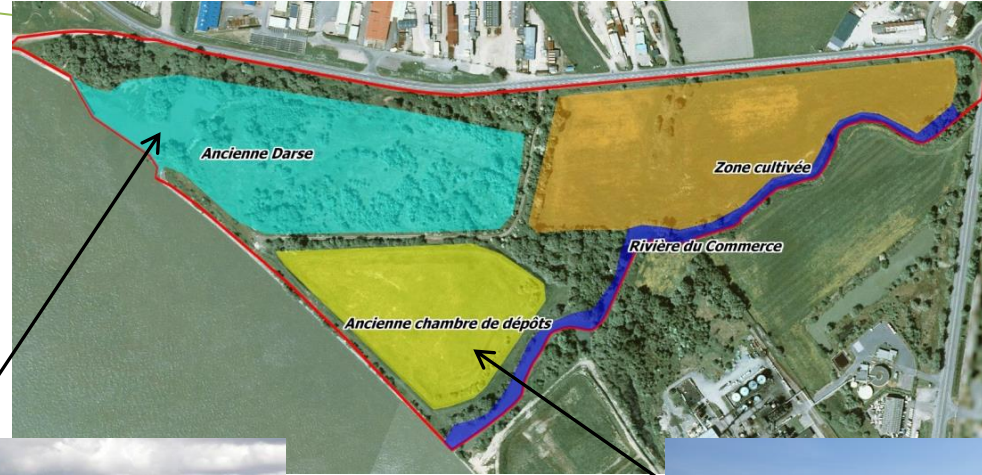 Ancienne Darse
Zone cultivée
Rivière du Commerce
Ancienne chambre de dépôts